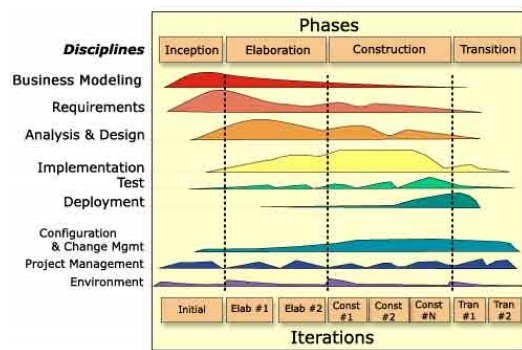 Phases
Disciplines
Inception
Elaboration
Construction
Transition
Business Modeling
Requirements
Analysis & Design
Implementation
Test
Deployment
Configuration
& Change Mgmt
Project Management
Environment
Initial
Elab #1
Elab #2
Const
#1
Const
#2
Const
#N
Tran
#1
Tran
#2
Iterations